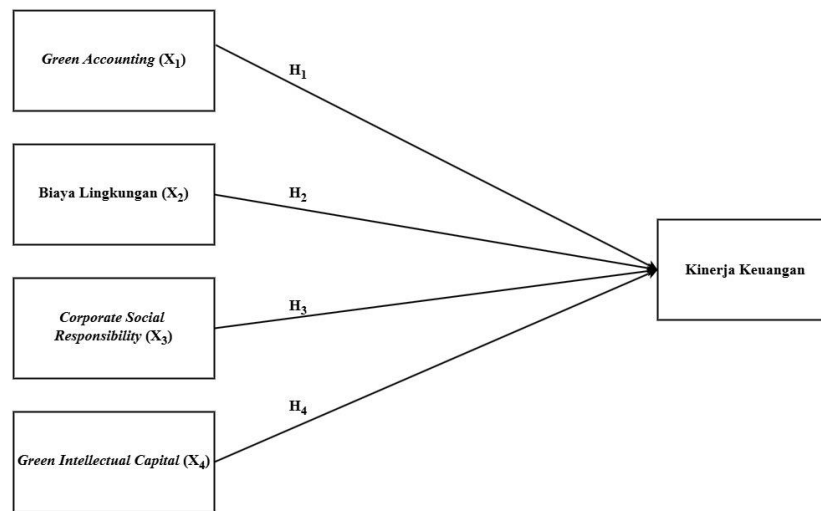 Green Accounting (X₁)
H₁
Biaya Lingkungan (X₂)
H₂
Kinerja Keuangan
Corporate Social
Responsibility (X₃)
H₃
Green Intellectual Capital (X₄)
H₄